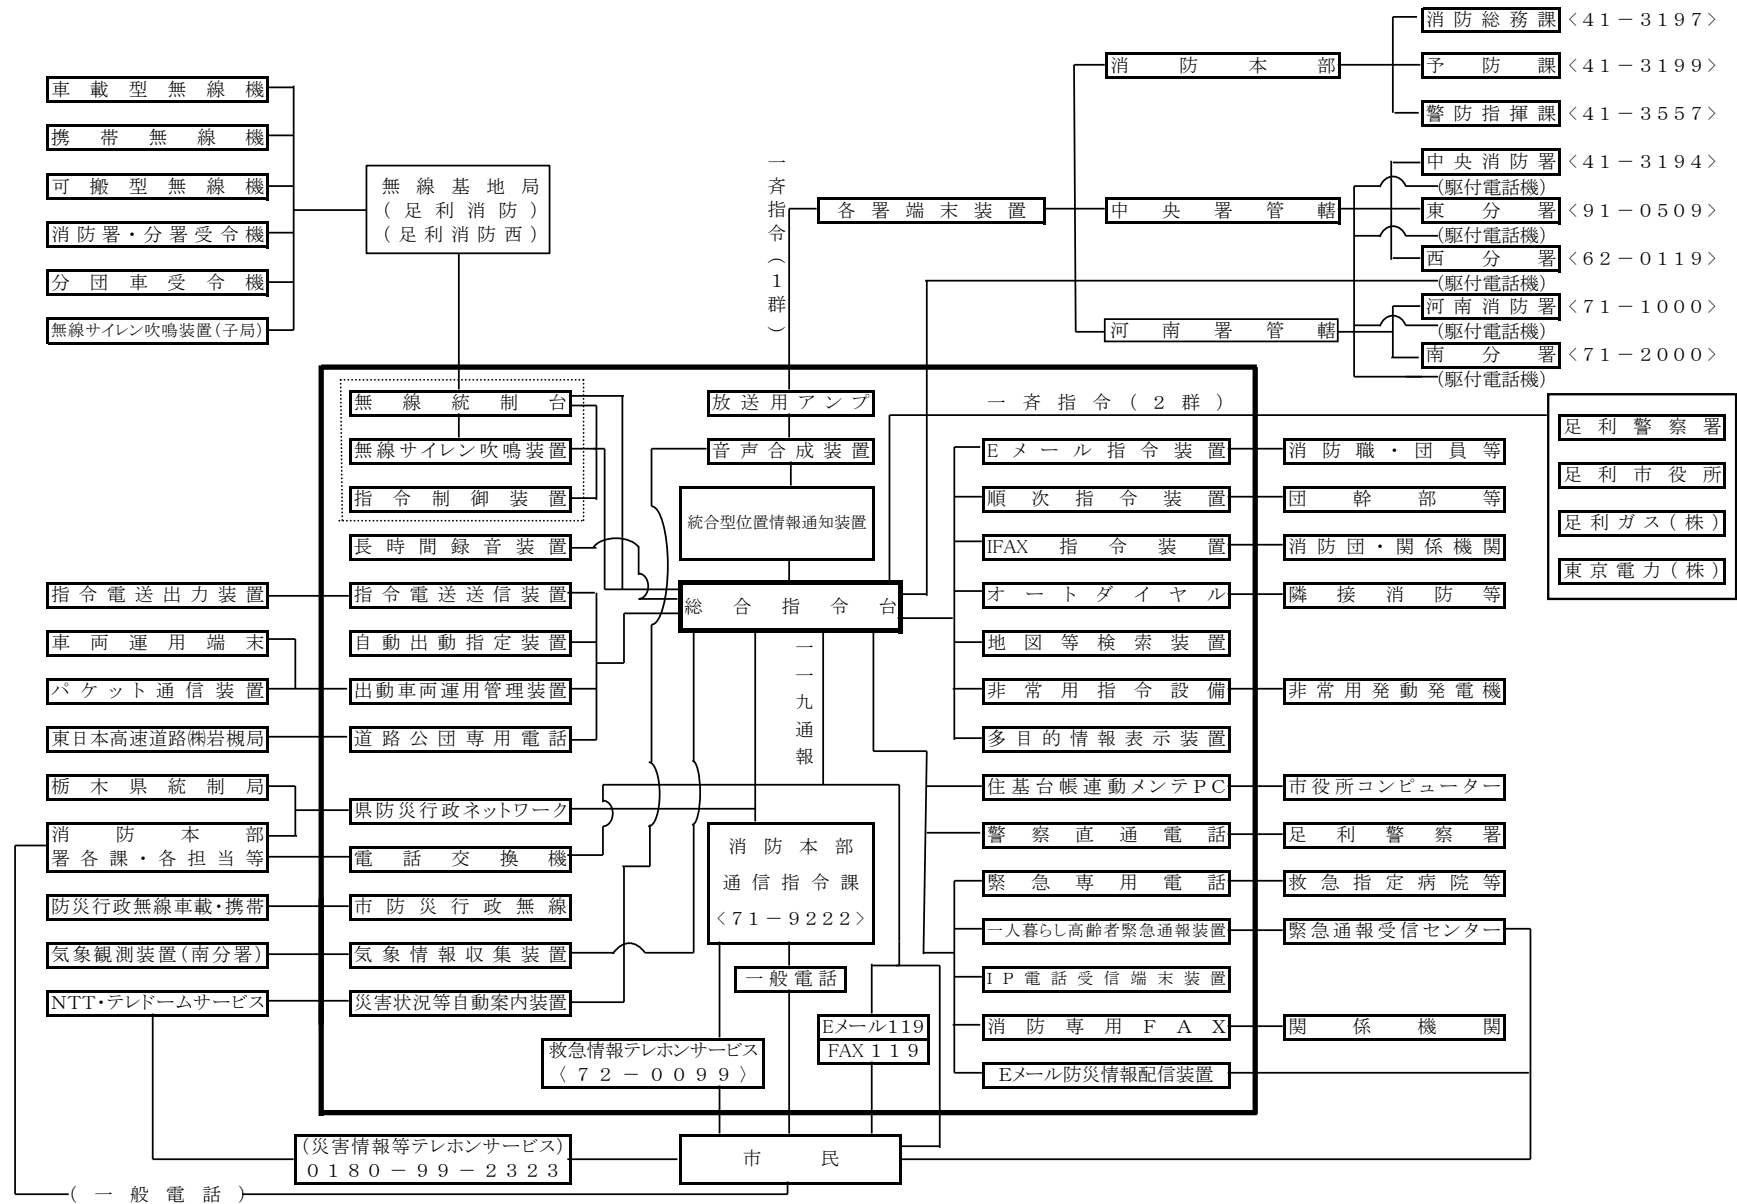 消防総務課 〈41－3197〉
消防本部
予防課 〈41－3199〉
警防指揮課 〈41－3557〉
車載型無線機
携帯無線機
可搬型無線機
消防署・分署受令機
分団車受令機
無線サイレン吹鳴装置(子局)
無線基地局
(足利消防)
(足利消防西)
一斉指令(1群)
各署端末装置
中央署管轄
河南署管轄
中央消防署 〈41－3194〉
(駆付電話機)
東分署 〈91－0509〉
(駆付電話機)
西分署 〈62－0119〉
(駆付電話機)
河南消防署 〈71－1000〉
(駆付電話機)
南分署 〈71－2000〉
(駆付電話機)
無線統制台
無線サイレン吹鳴装置
指令制御装置
長時間録音装置
指令電送送信装置
自動出動指定装置
出動車両運用管理装置
道路公団専用電話
県防災行政ネットワーク
電話交換機
市防災行政無線
気象情報収集装置
災害状況等自動案内装置
指令電送出力装置
車両運用端末
パケット通信装置
東日本高速道路㈱岩槻局
栃木県統制局
消防本部
署各課・各担当等
防災行政無線車載・携帯
気象観測装置(南分署)
NTT・テレドームサービス
放送用アンプ
音声合成装置
統合型位置情報通知装置
総合指令台
一一九通報
消防本部
通信指令課
〈71－9222〉
一般電話
Eメール119
FAX119
救急情報テレホンサービス
〈72－0099〉
一斉指令(2群)
Eメール指令装置
順次指令装置
IFAX指令装置
オートダイヤル
地図等検索装置
非常用指令設備
多目的情報表示装置
住基台帳連動メンテPC
警察直通電話
緊急専用電話
一人暮らし高齢者緊急通報装置
IP電話受信端末装置
消防専用FAX
Eメール防災情報配信装置
消防職・団員等
団幹部等
消防団・関係機関
隣接消防等
非常用発動発電機
市役所コンピューター
足利警察署
救急指定病院等
緊急通報受信センター
関係機関
足利警察署
足利市役所
足利ガス(株)
東京電力(株)
(災害情報等テレホンサービス)
0180－99－2323
市民
(一般電話)